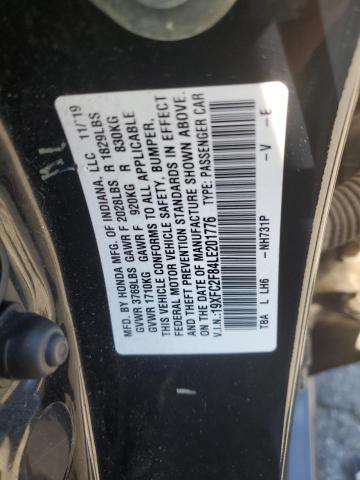 MFD. BY HONDA MFG. OF INDIANA, LLC 11/'19
GVWR 3769LBS GAWR F 2028LBS R 1829LBS
GVWR 1710KG GAWR F 920KG R 830KG
THIS VEHICLE CONFORMS TO ALL APPLICABLE
FEDERAL MOTOR VEHICLE SAFETY, BUMPER,
AND THEFT PREVENTION STANDARDS IN EFFECT
ON THE DATE OF MANUFACTURE SHOWN ABOVE.
V.I.N.:19XFC2F84LE201776 TYPE: PASSENGER CAR
TBA L LH6 - NH731P - V - E